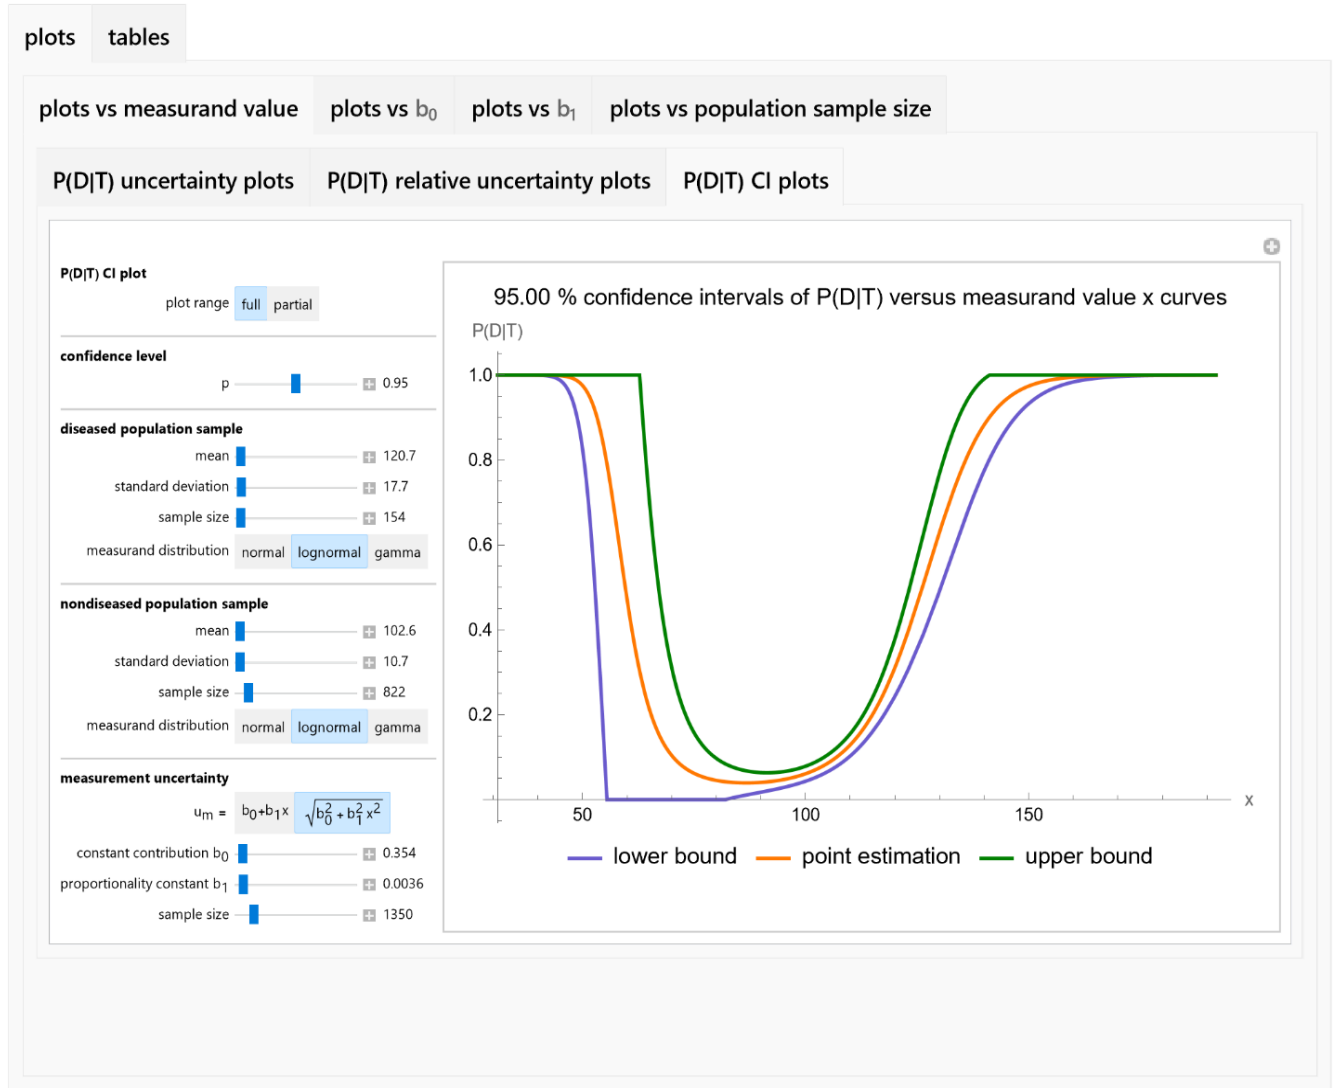 plots tables
plots vs measurand value plots vs b0 plots vs b1 plots vs population sample size
P(D|T) uncertainty plots P(D|T) relative uncertainty plots P(D|T) CI plots
P(D|T) CI plot
plot range full partial
confidence level
p 0.95
diseased population sample
mean 120.7
standard deviation 17.7
sample size 154
measurand distribution normal lognormal gamma
nondiseased population sample
mean 102.6
standard deviation 10.7
sample size 822
measurand distribution normal lognormal gamma
measurement uncertainty
um = b0+b1x √(b0^2 + b1^2 x^2)
constant contribution b0 0.354
proportionality constant b1 0.0036
sample size 1350
95.00 % confidence intervals of P(D|T) versus measurand value x curves
P(D|T)
1.0
0.8
0.6
0.4
0.2
50 100 150 x
lower bound point estimation upper bound